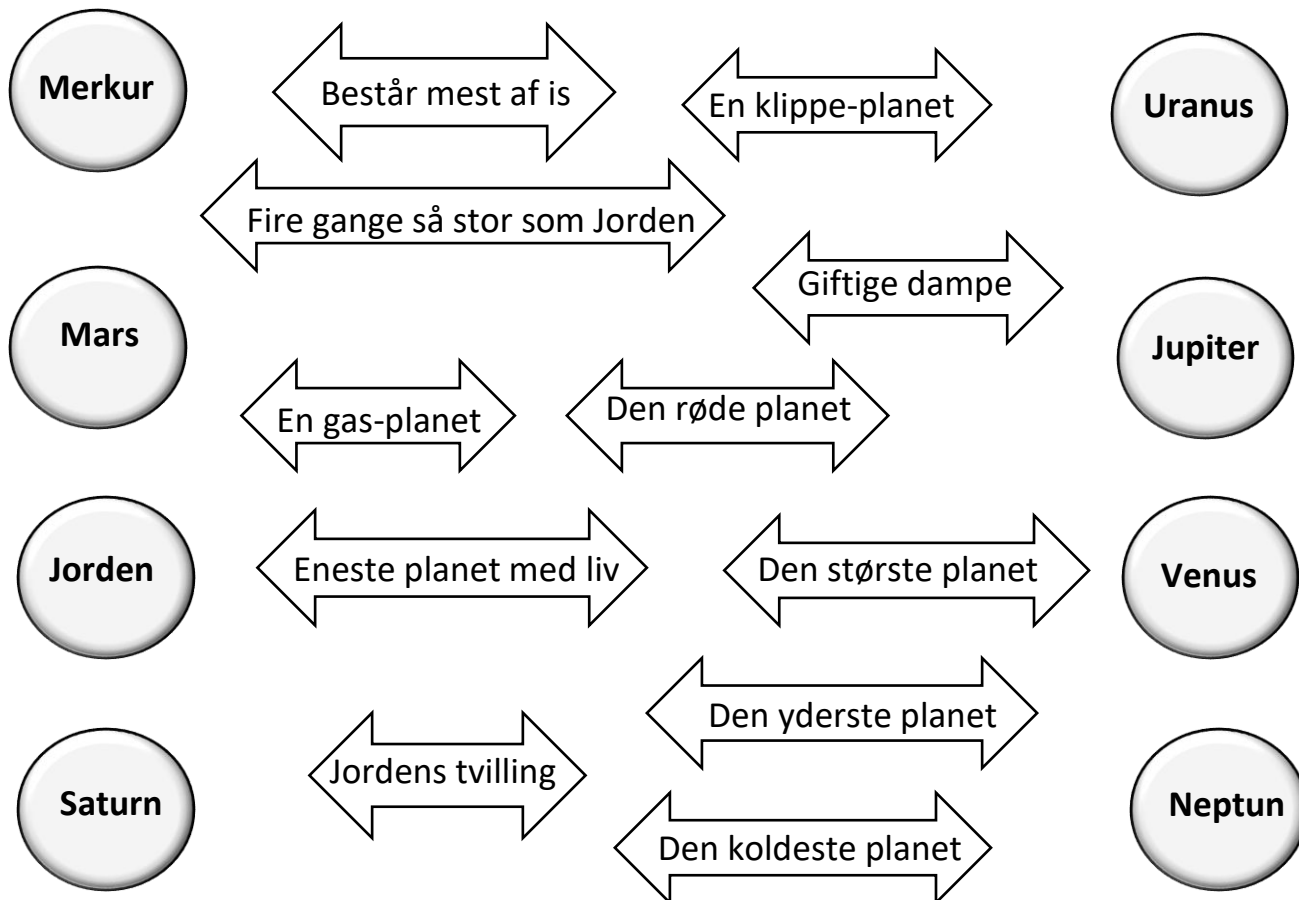 Merkur
Består mest af is
En klippe-planet
Uranus
Fire gange så stor som Jorden
Giftige dampe
Mars
Jupiter
En gas-planet
Den røde planet
Jorden
Eneste planet med liv
Den største planet
Venus
Den yderste planet
Jordens tvilling
Saturn
Neptun
Den koldeste planet